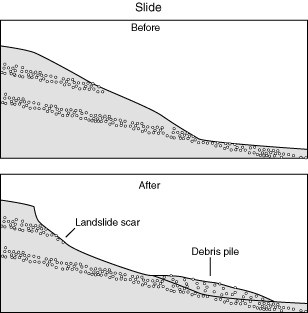 Slide
Before
After
Landslide scar
Debris pile